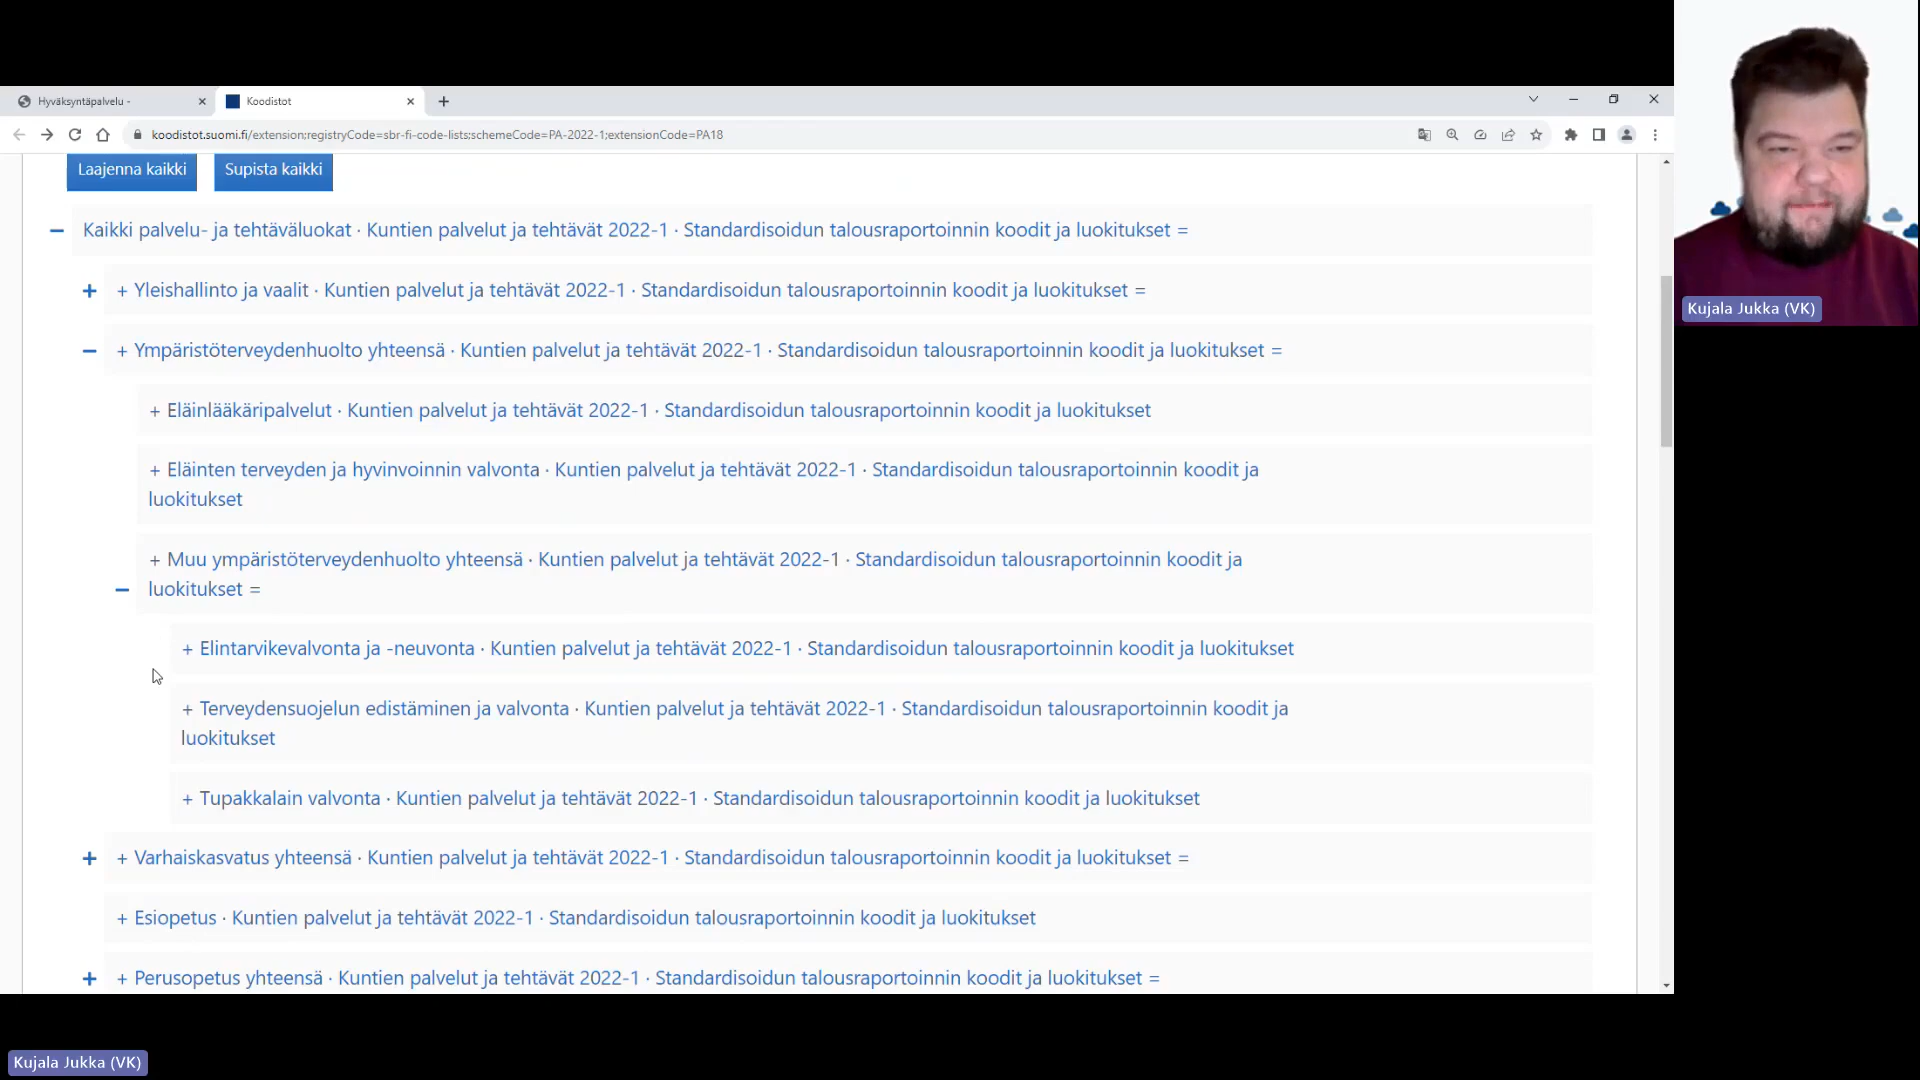 Hyväksyntäpalvelu -
Koodistot
koodistot.suomi.fi/extension;registryCode=sbr-fi-code-lists;schemeCode=PA-2022-1;extensionCode=PA18
Laajenna kaikki
Supista kaikki
Kaikki palvelu- ja tehtäväluokat · Kuntien palvelut ja tehtävät 2022-1 · Standardisoidun talousraportoinnin koodit ja luokitukset =
+ Yleishallinto ja vaalit · Kuntien palvelut ja tehtävät 2022-1 · Standardisoidun talousraportoinnin koodit ja luokitukset =
+ Ympäristöterveydenhuolto yhteensä · Kuntien palvelut ja tehtävät 2022-1 · Standardisoidun talousraportoinnin koodit ja luokitukset =
+ Eläinlääkäripalvelut · Kuntien palvelut ja tehtävät 2022-1 · Standardisoidun talousraportoinnin koodit ja luokitukset
+ Eläinten terveyden ja hyvinvoinnin valvonta · Kuntien palvelut ja tehtävät 2022-1 · Standardisoidun talousraportoinnin koodit ja
luokitukset
+ Muu ympäristöterveydenhuolto yhteensä · Kuntien palvelut ja tehtävät 2022-1 · Standardisoidun talousraportoinnin koodit ja
luokitukset =
+ Elintarvikevalvonta ja -neuvonta · Kuntien palvelut ja tehtävät 2022-1 · Standardisoidun talousraportoinnin koodit ja luokitukset
+ Terveydensuojelun edistäminen ja valvonta · Kuntien palvelut ja tehtävät 2022-1 · Standardisoidun talousraportoinnin koodit ja
luokitukset
+ Tupakkalain valvonta · Kuntien palvelut ja tehtävät 2022-1 · Standardisoidun talousraportoinnin koodit ja luokitukset
+ Varhaiskasvatus yhteensä · Kuntien palvelut ja tehtävät 2022-1 · Standardisoidun talousraportoinnin koodit ja luokitukset =
+ Esiopetus · Kuntien palvelut ja tehtävät 2022-1 · Standardisoidun talousraportoinnin koodit ja luokitukset
+ Perusopetus yhteensä · Kuntien palvelut ja tehtävät 2022-1 · Standardisoidun talousraportoinnin koodit ja luokitukset =
Kujala Jukka (VK)
Kujala Jukka (VK)